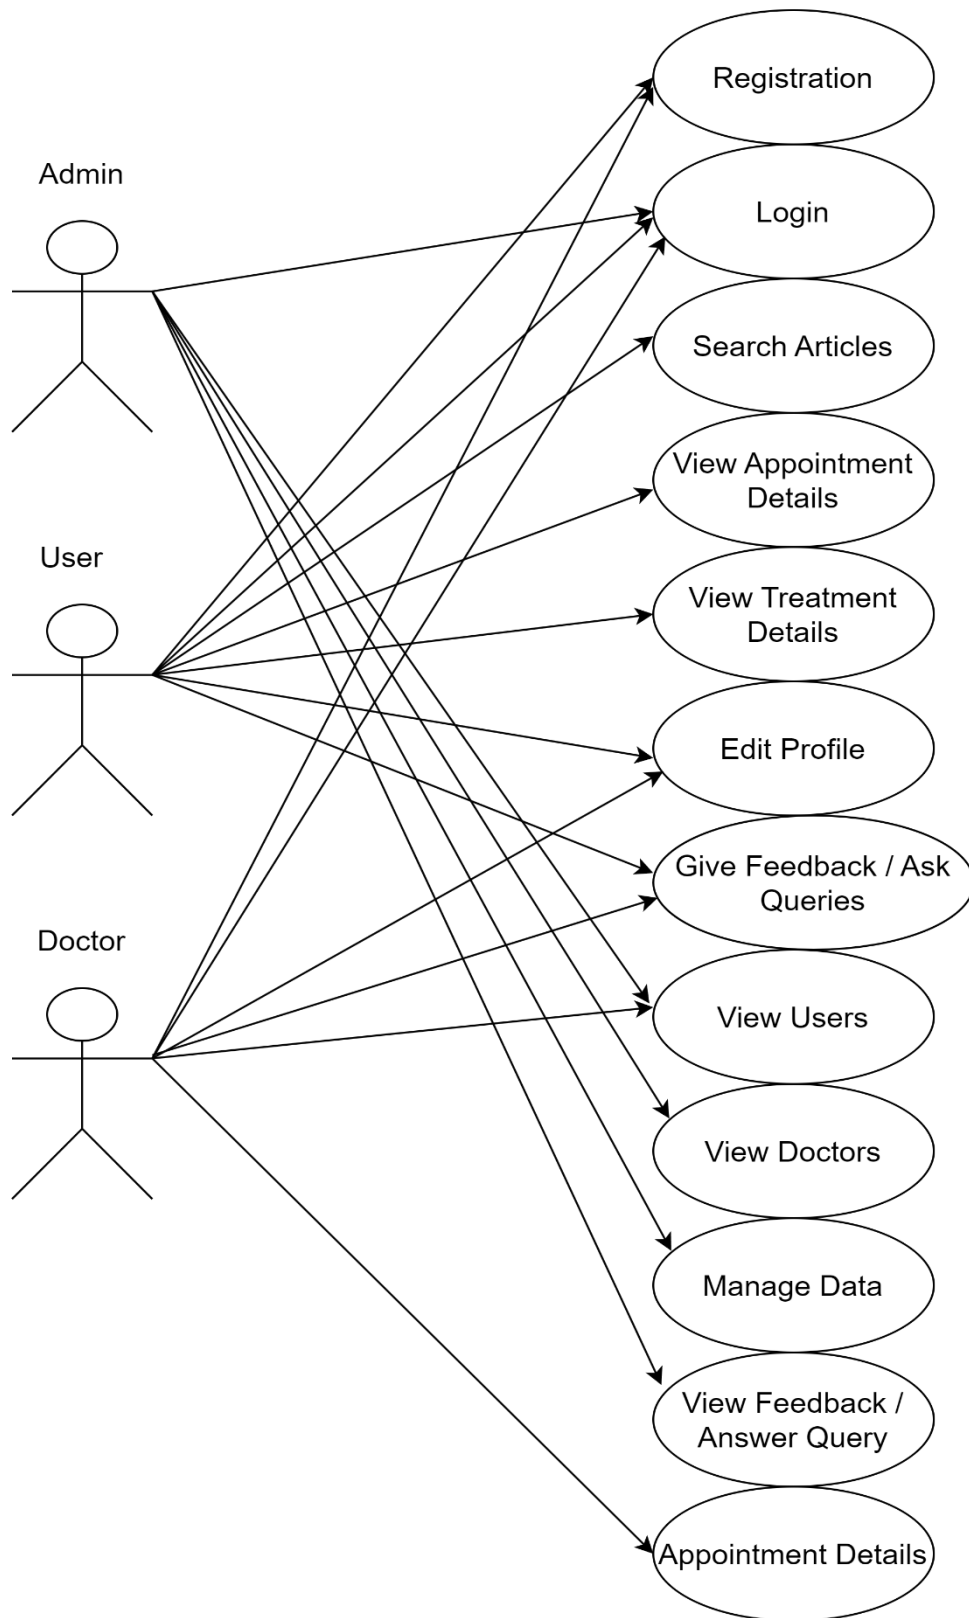 Registration
Admin
Login
Search Articles
View Appointment
Details
User
View Treatment
Details
Edit Profile
Give Feedback / Ask
Queries
Doctor
View Users
View Doctors
Manage Data
View Feedback /
Answer Query
Appointment Details